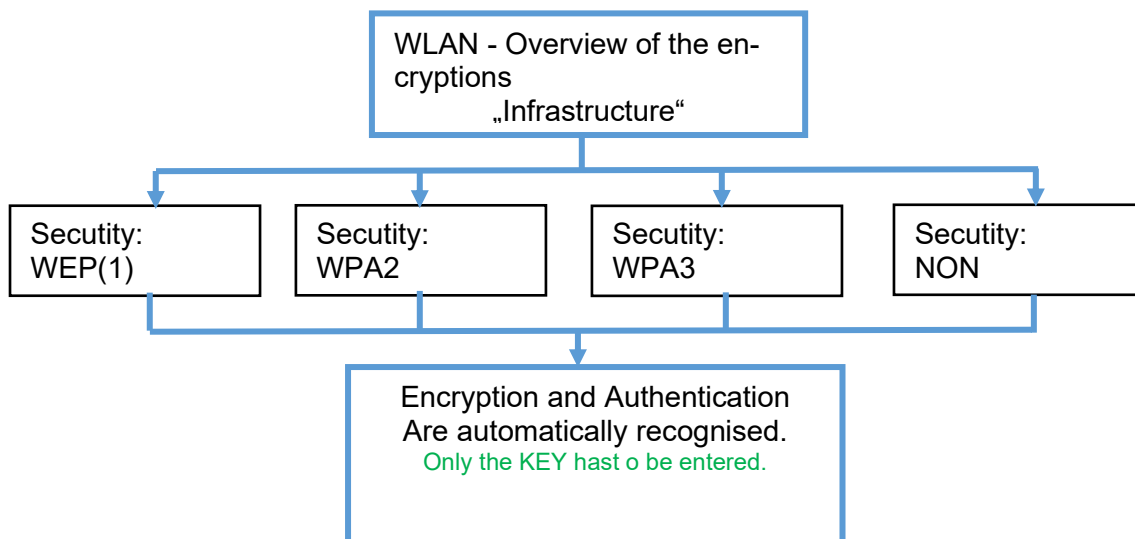 WLAN - Overview of the en-
cryptions
„Infrastructure“
Secutity:
WEP(1)
Secutity:
WPA2
Secutity:
WPA3
Secutity:
NON
Encryption and Authentication
Are automatically recognised.
Only the KEY hast o be entered.